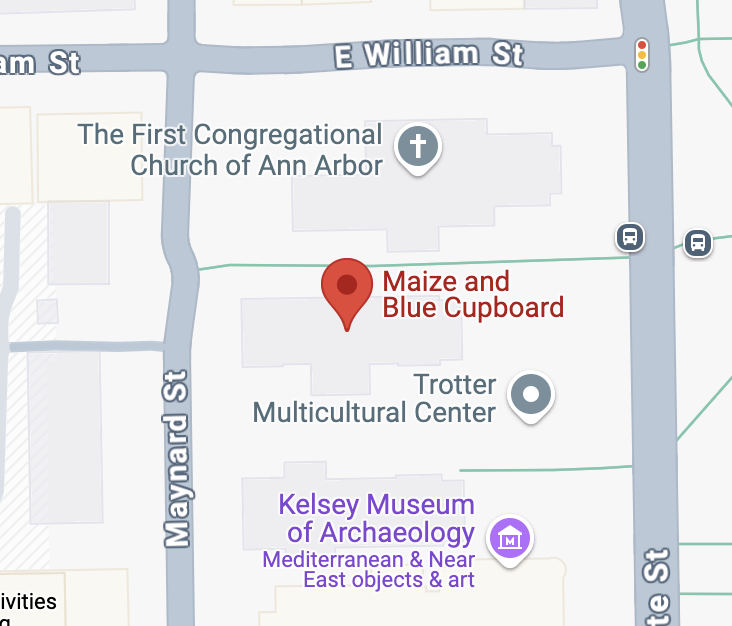 am St
E William St
The First Congregational
Church of Ann Arbor
Maize and
Blue Cupboard
Trotter
Multicultural Center
Maynard St
Kelsey Museum
of Archaeology
Mediterranean & Near
East objects & art
te St
ivities